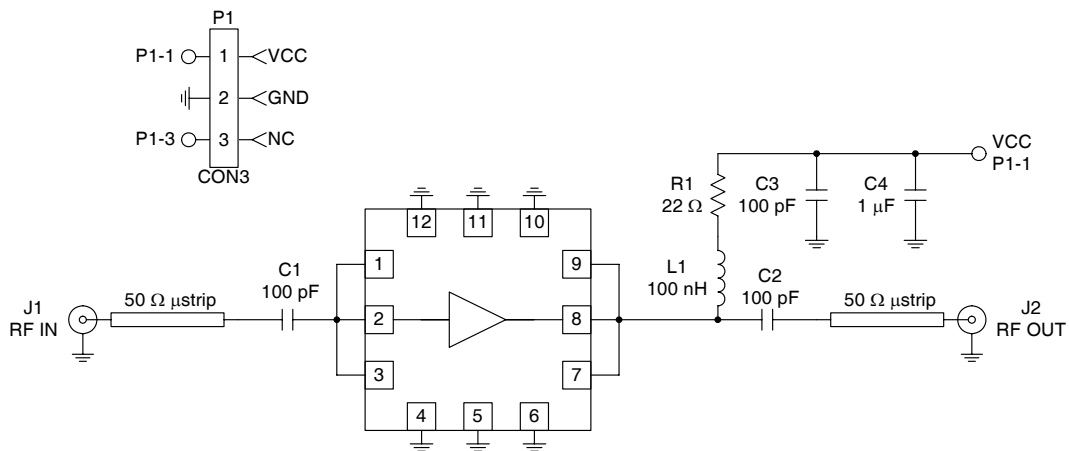 P1
P1-1 1 VCC
2 GND
P1-3 3 NC
CON3
VCC
P1-1
R1
22 Ω
C3
100 pF
C4
1 μF
12 11 10
1
9
C1
100 pF
L1
100 nH
C2
100 pF
J1
RF IN
50 Ω μstrip
2
8
50 Ω μstrip
J2
RF OUT
3
7
4 5 6